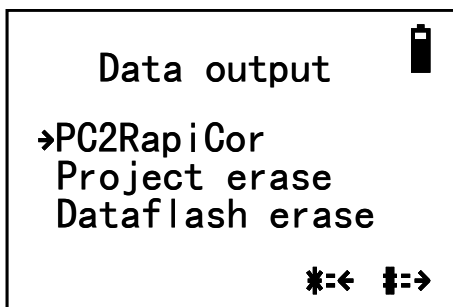 Data output
→PC2RapiCor
Project erase
Dataflash erase
*=← #=→